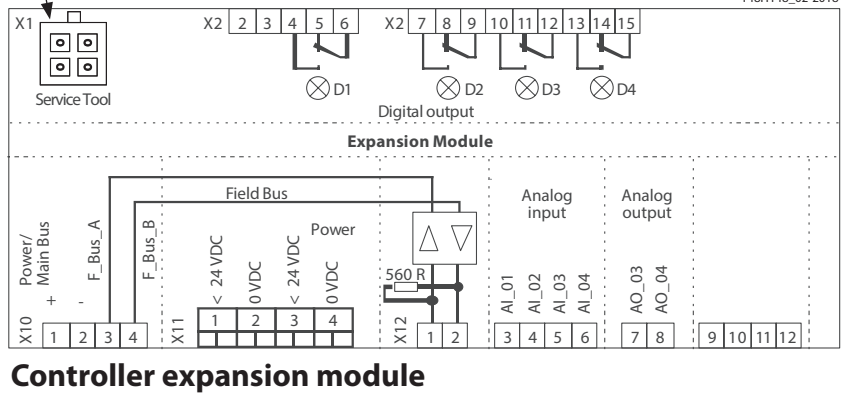 X1
X2 2 3 4 5 6
X2 7 8 9 10 11 12 13 14 15
Service Tool
D1
D2
D3
D4
Digital output
Expansion Module
Field Bus
Power/
Main Bus
+
-
F_Bus_A
F_Bus_B
Power
< 24 VDC
0 VDC
< 24 VDC
0 VDC
560 R
Analog
input
AI_01
AI_02
AI_03
AI_04
Analog
output
AO_03
AO_04
X10 1 2 3 4
X11 1 2 3 4
X12 1 2
3 4 5 6
7 8
9 10 11 12
Controller expansion module